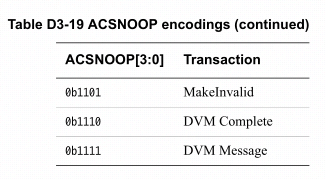 Table D3-19 ACSNOOP encodings (continued)
ACSNOOP[3:0] Transaction
0b1101 MakeInvalid
0b1110 DVM Complete
0b1111 DVM Message